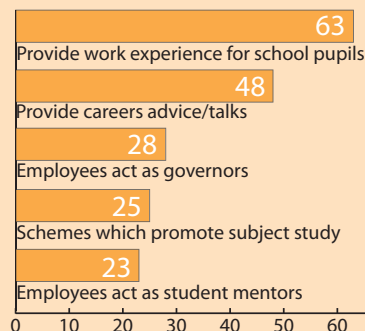 63
Provide work experience for school pupils
48
Provide careers advice/talks
28
Employees act as governors
25
Schemes which promote subject study
23
Employees act as student mentors
0 10 20 30 40 50 60